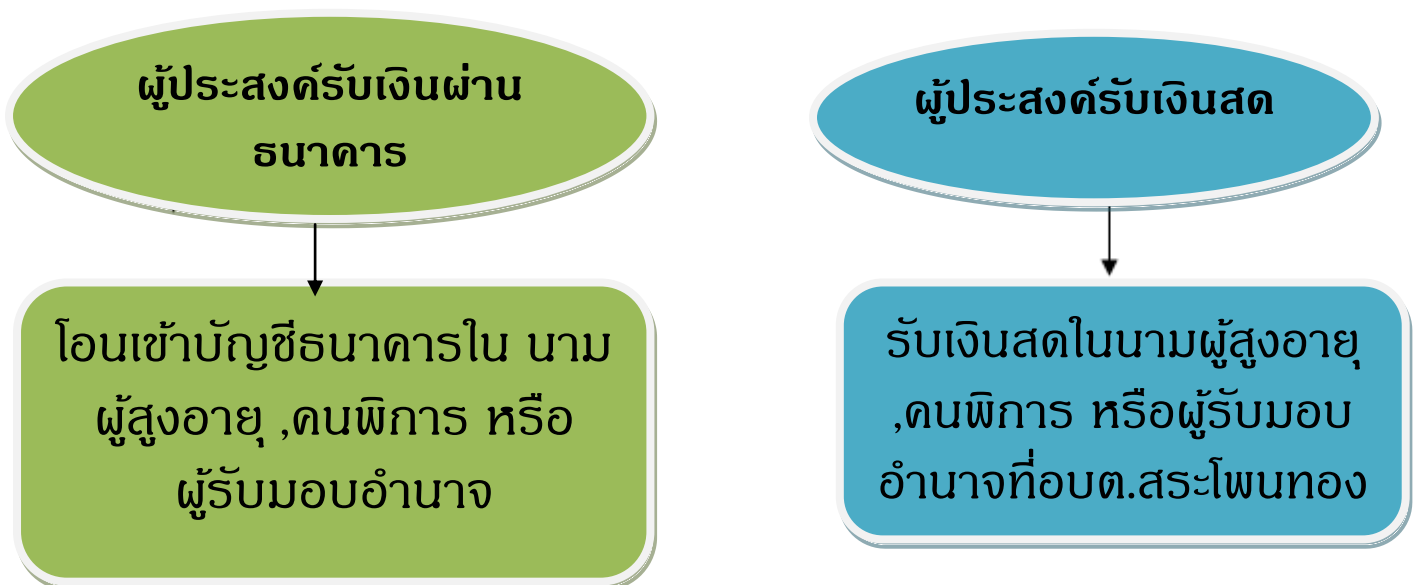 ผู้ประสงค์รับเงินผ่าน
ธนาคาร
โอนเข้าบัญชีธนาคารใน นาม
ผู้สูงอายุ ,คนพิการ หรือ
ผู้รับมอบอำนาจ
ผู้ประสงค์รับเงินสด
รับเงินสดในนามผู้สูงอายุ
,คนพิการ หรือผู้รับมอบ
อำนาจที่อบต.สระโพนทอง